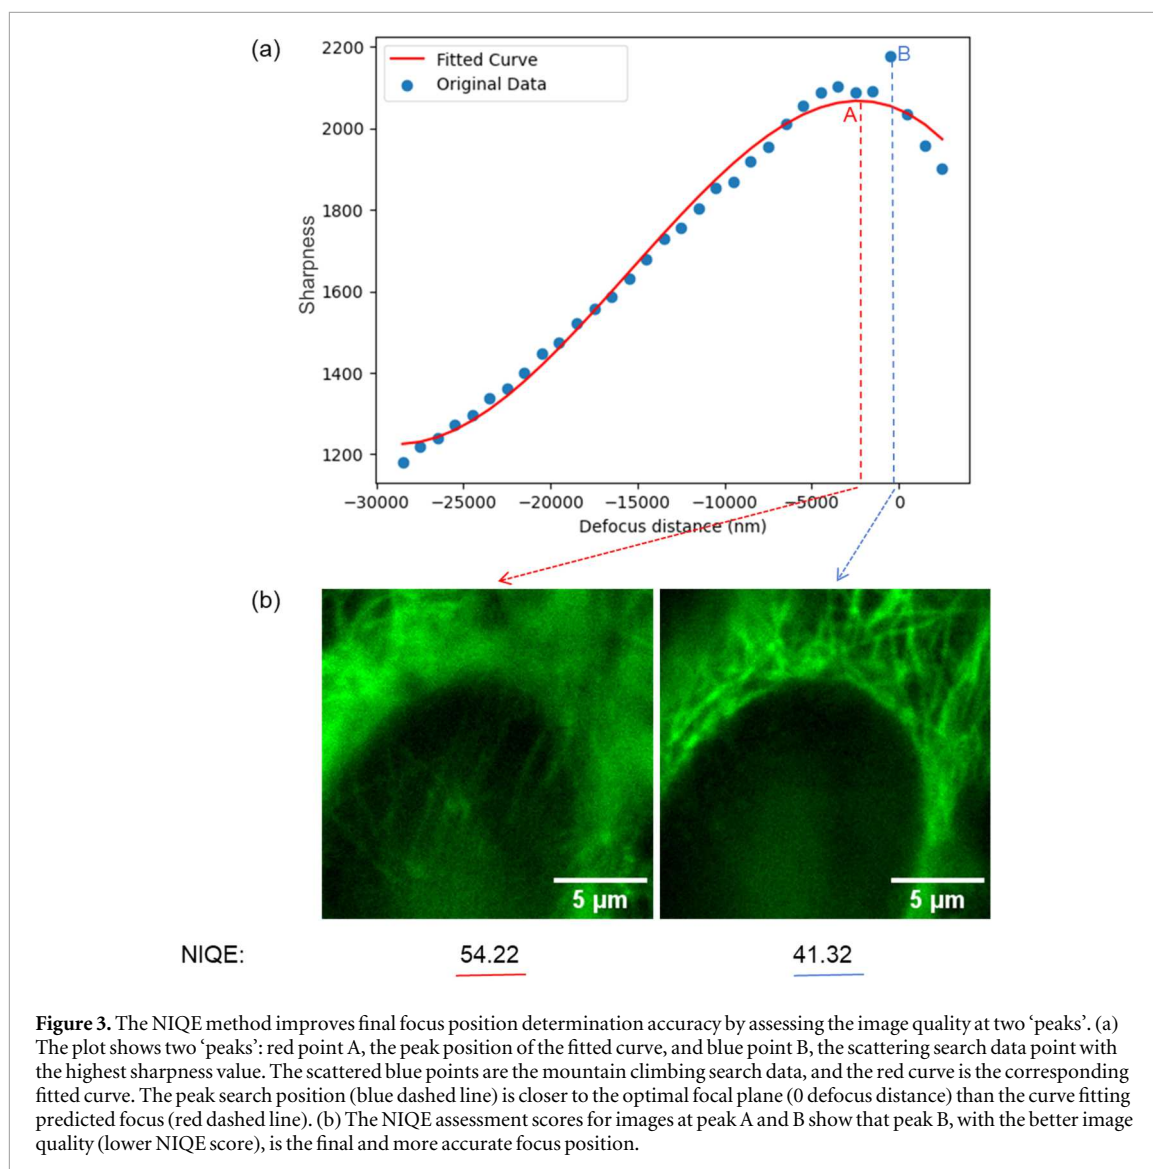 (a)
2200
2000
1800
1600
1400
1200
Sharpness
Fitted Curve
Original Data
A
B
−30000 −25000 −20000 −15000 −10000 −5000 0
Defocus distance (nm)
(b)
5 μm 5 μm
NIQE: 54.22 41.32
Figure 3. The NIQE method improves final focus position determination accuracy by assessing the image quality at two ‘peaks’. (a)
The plot shows two ‘peaks’: red point A, the peak position of the fitted curve, and blue point B, the scattering search data point with
the highest sharpness value. The scattered blue points are the mountain climbing search data, and the red curve is the corresponding
fitted curve. The peak search position (blue dashed line) is closer to the optimal focal plane (0 defocus distance) than the curve fitting
predicted focus (red dashed line). (b) The NIQE assessment scores for images at peak A and B show that peak B, with the better image
quality (lower NIQE score), is the final and more accurate focus position.